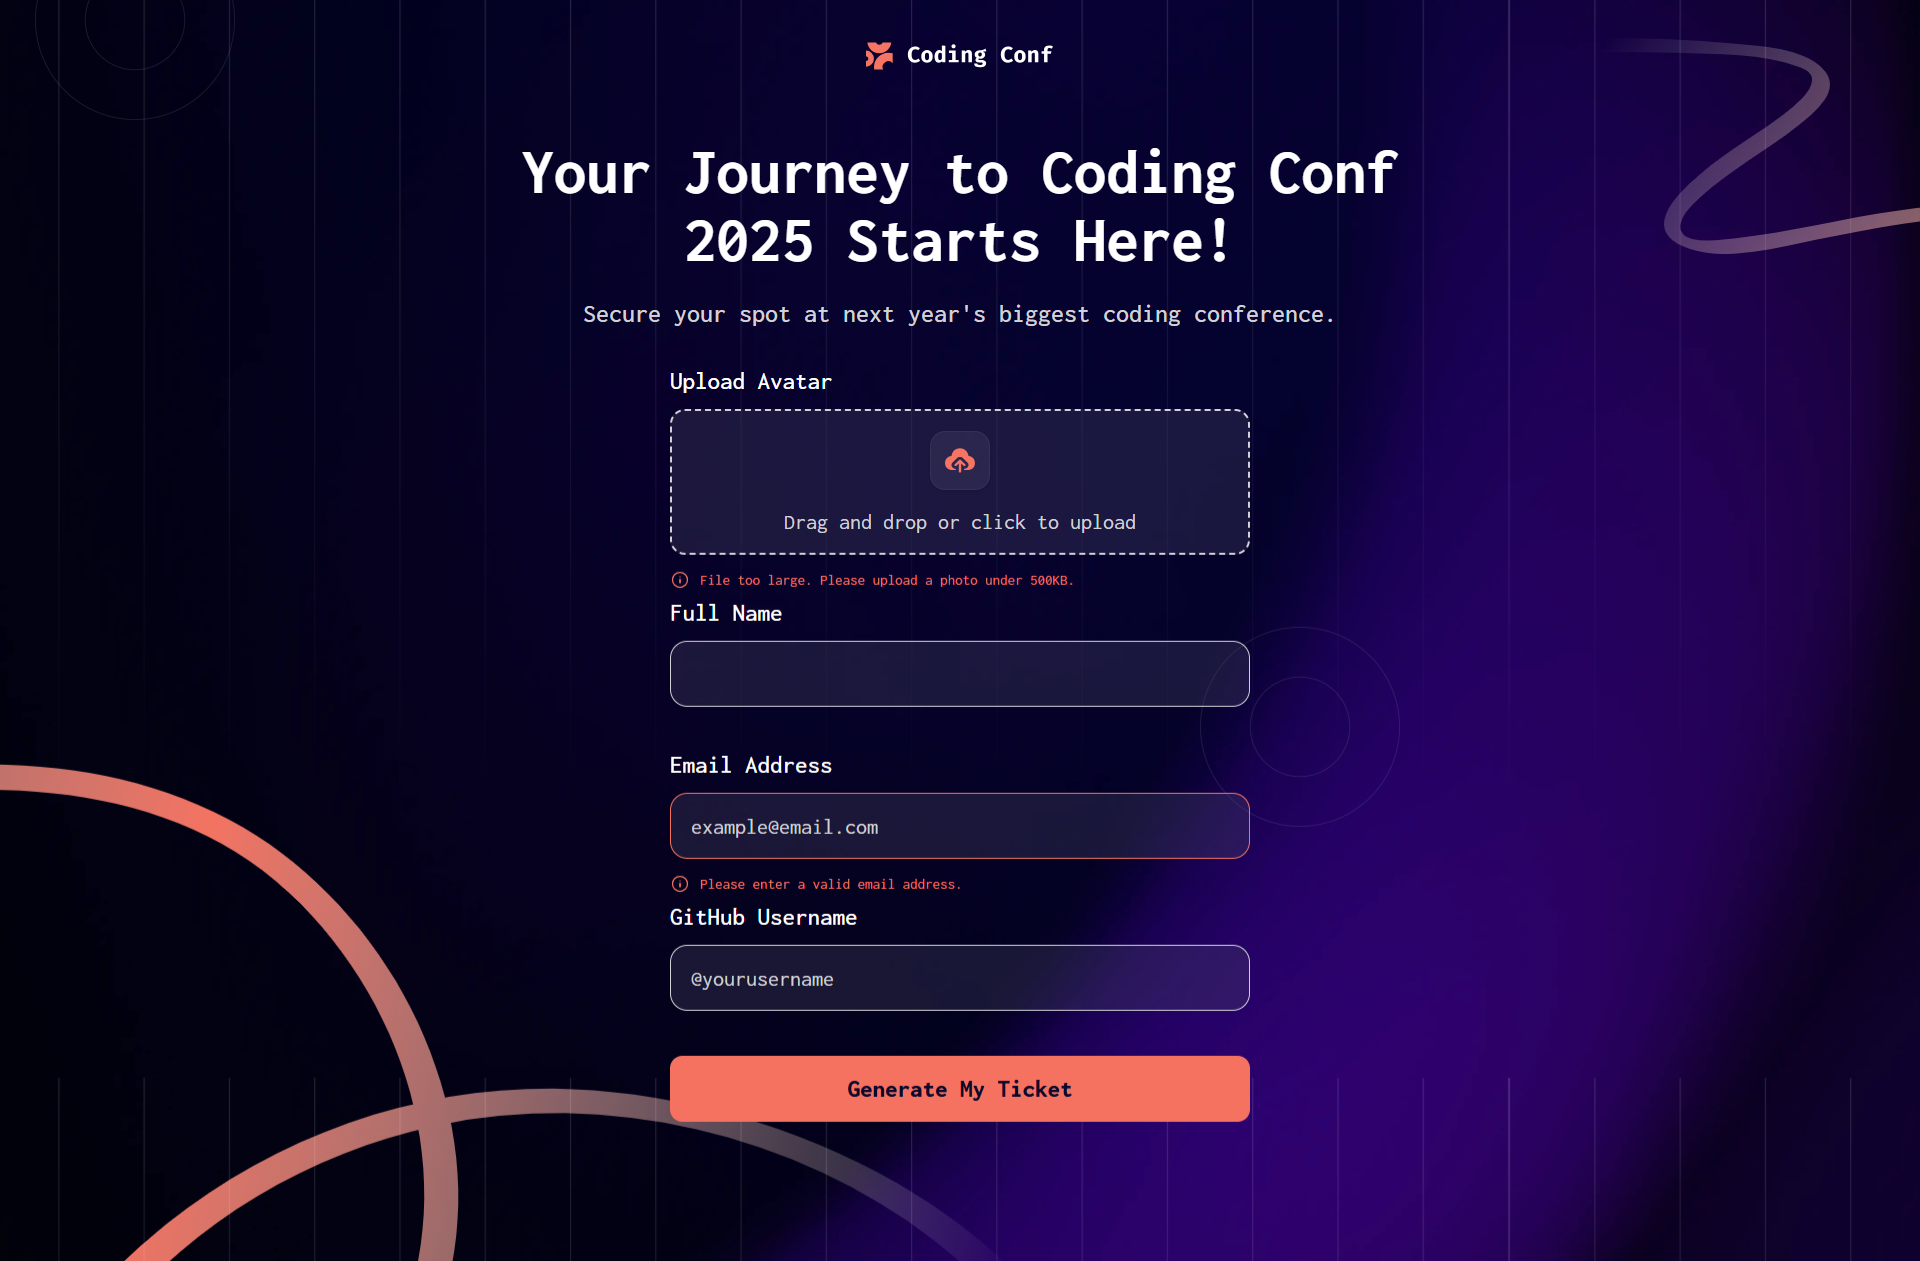 Coding Conf
Your Journey to Coding Conf
2025 Starts Here!
Secure your spot at next year's biggest coding conference.
Upload Avatar
Drag and drop or click to upload
File too large. Please upload a photo under 500KB.
Full Name
Email Address
example@email.com
Please enter a valid email address.
GitHub Username
@yourusername
Generate My Ticket